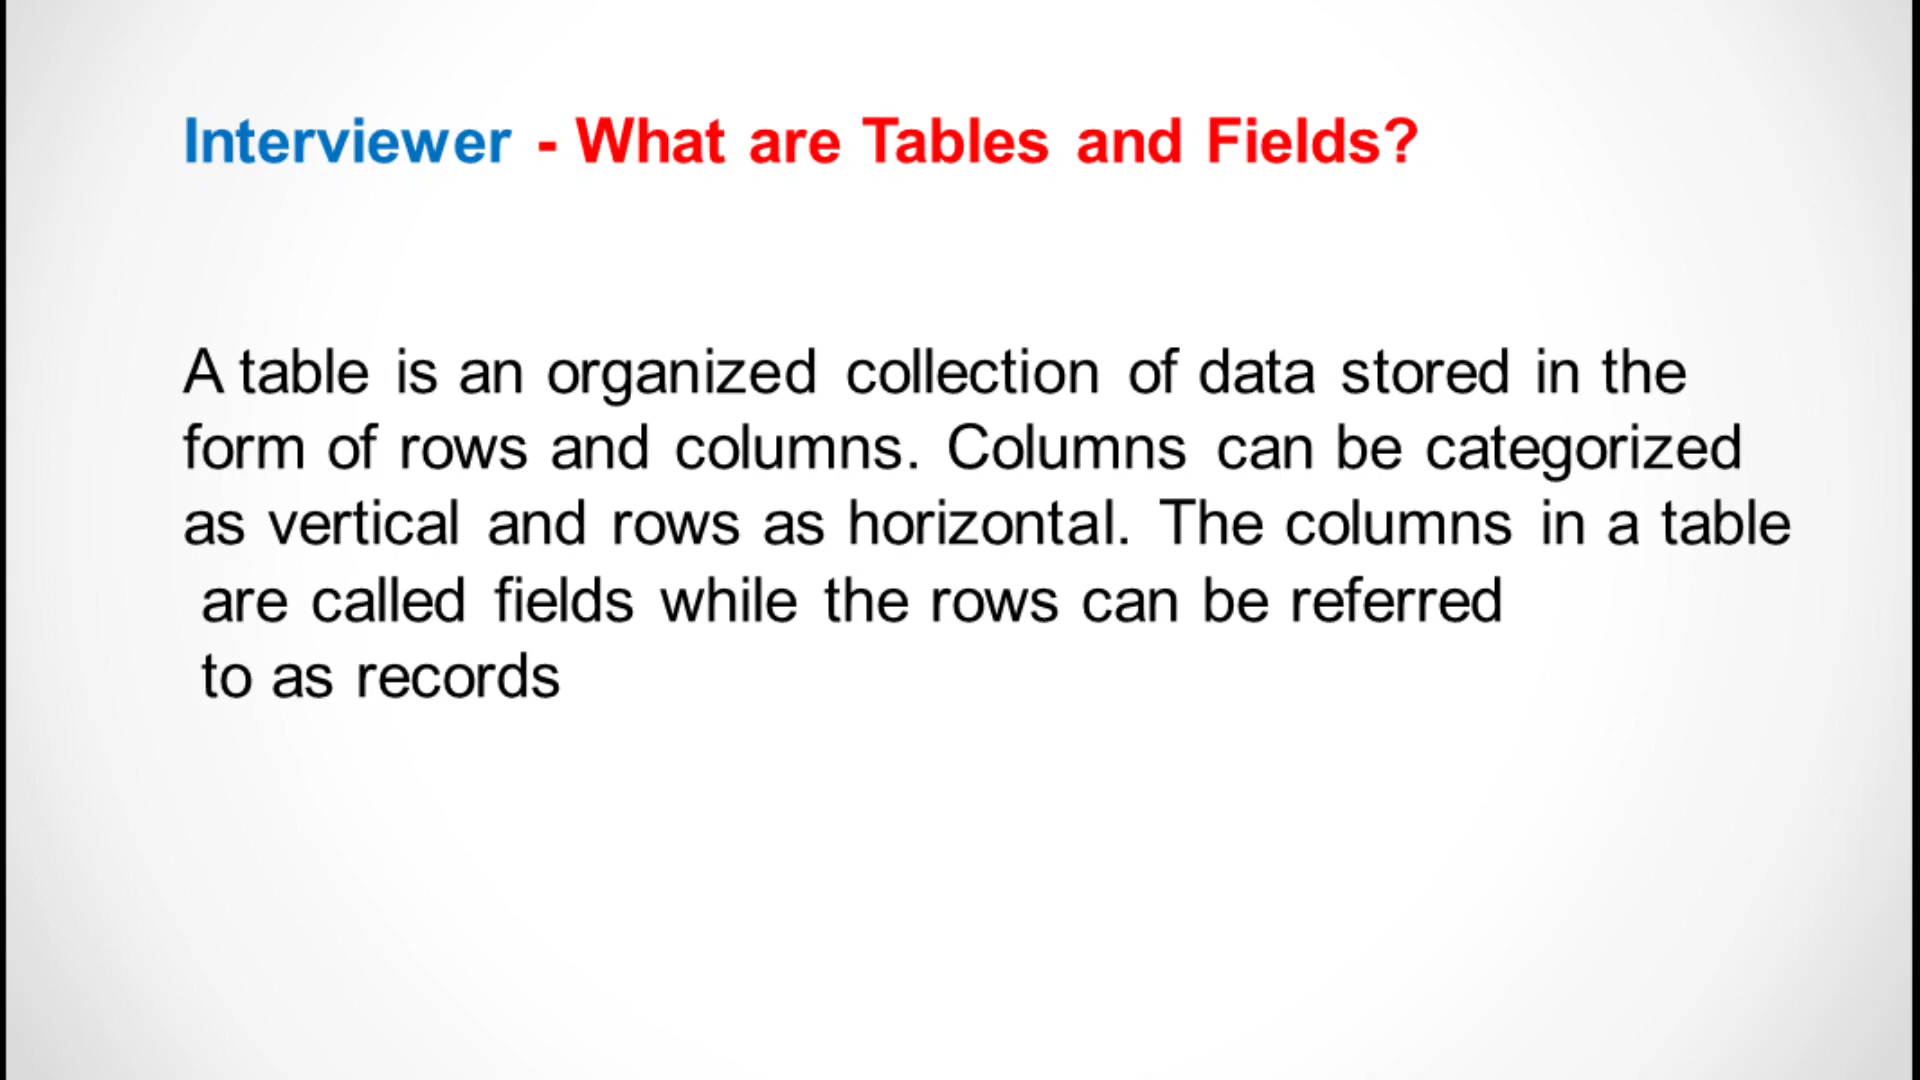 Interviewer - What are Tables and Fields?
A table is an organized collection of data stored in the
form of rows and columns. Columns can be categorized
as vertical and rows as horizontal. The columns in a table
are called fields while the rows can be referred
to as records